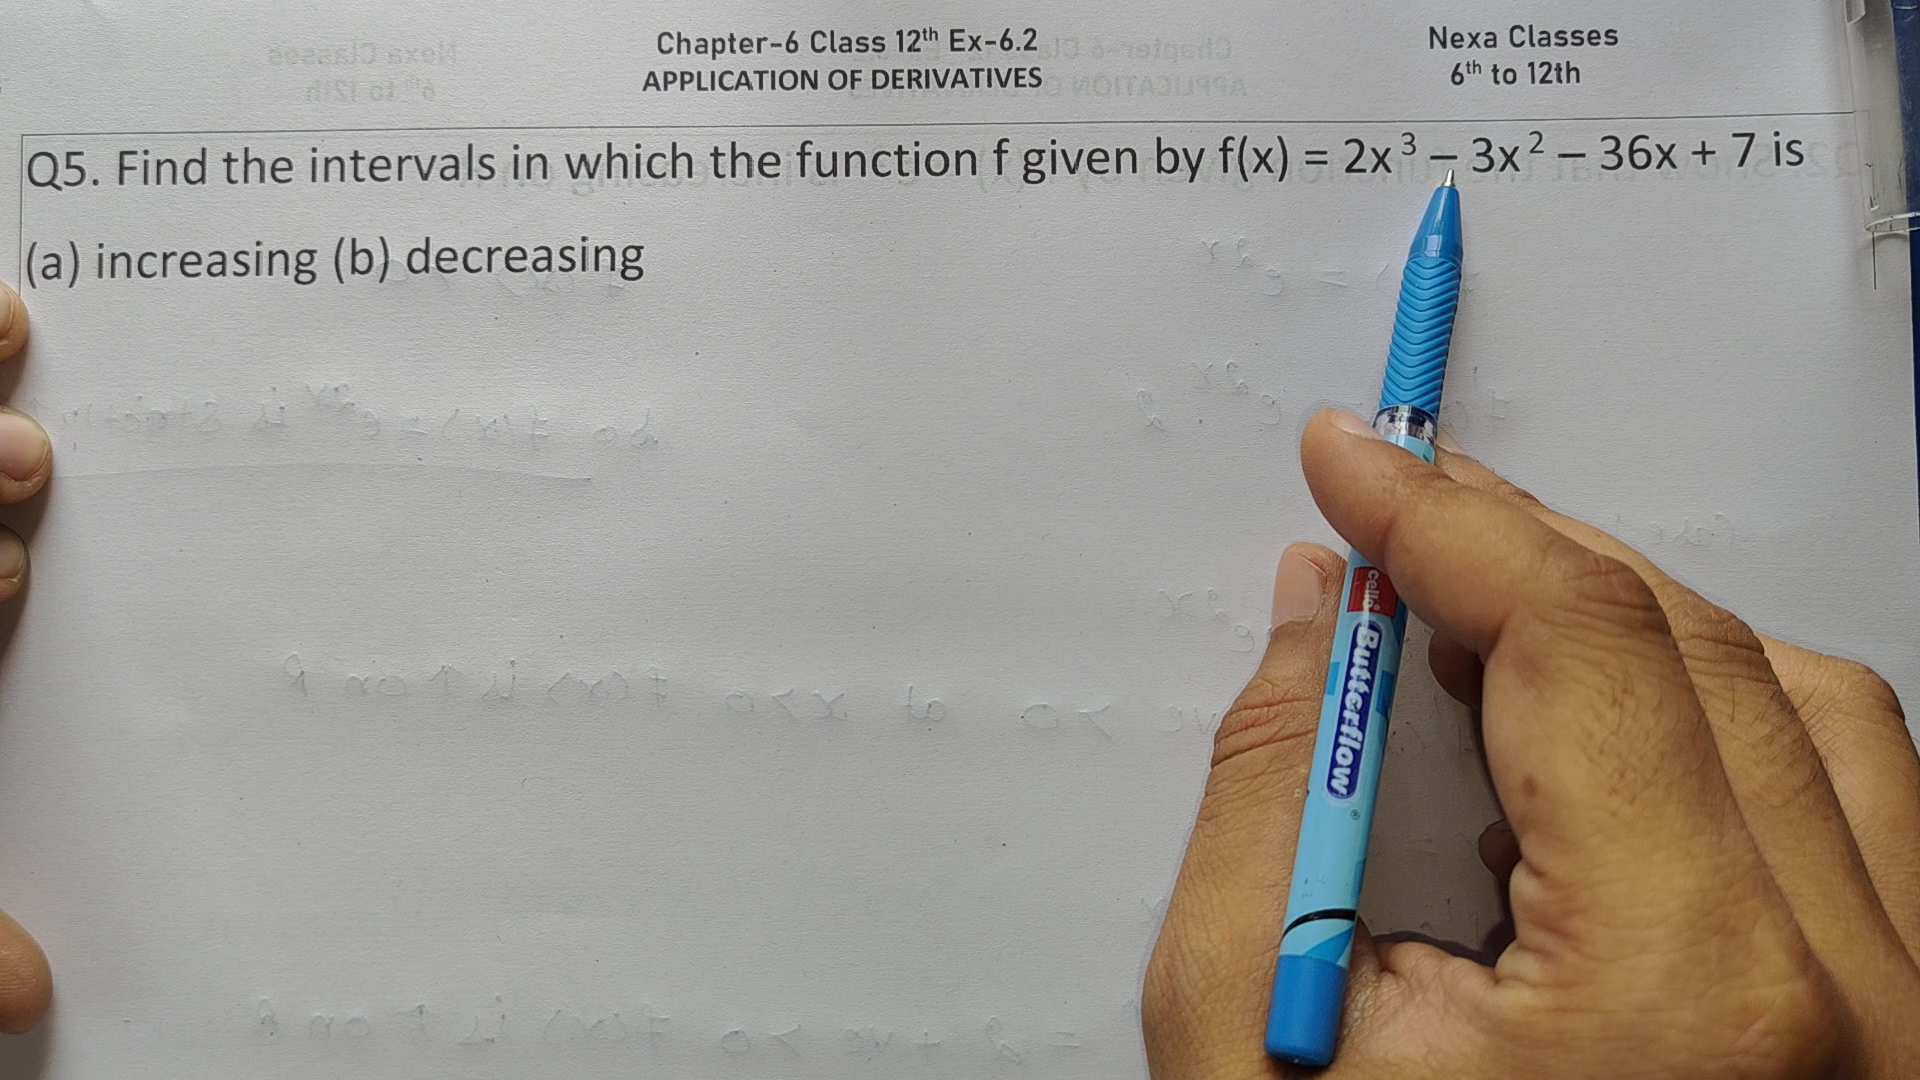 Chapter-6 Class 12th Ex-6.2
APPLICATION OF DERIVATIVES
Nexa Classes
6th to 12th
Q5. Find the intervals in which the function f given by f(x) = 2x³ – 3x² – 36x + 7 is
(a) increasing (b) decreasing
cello
Butterflow